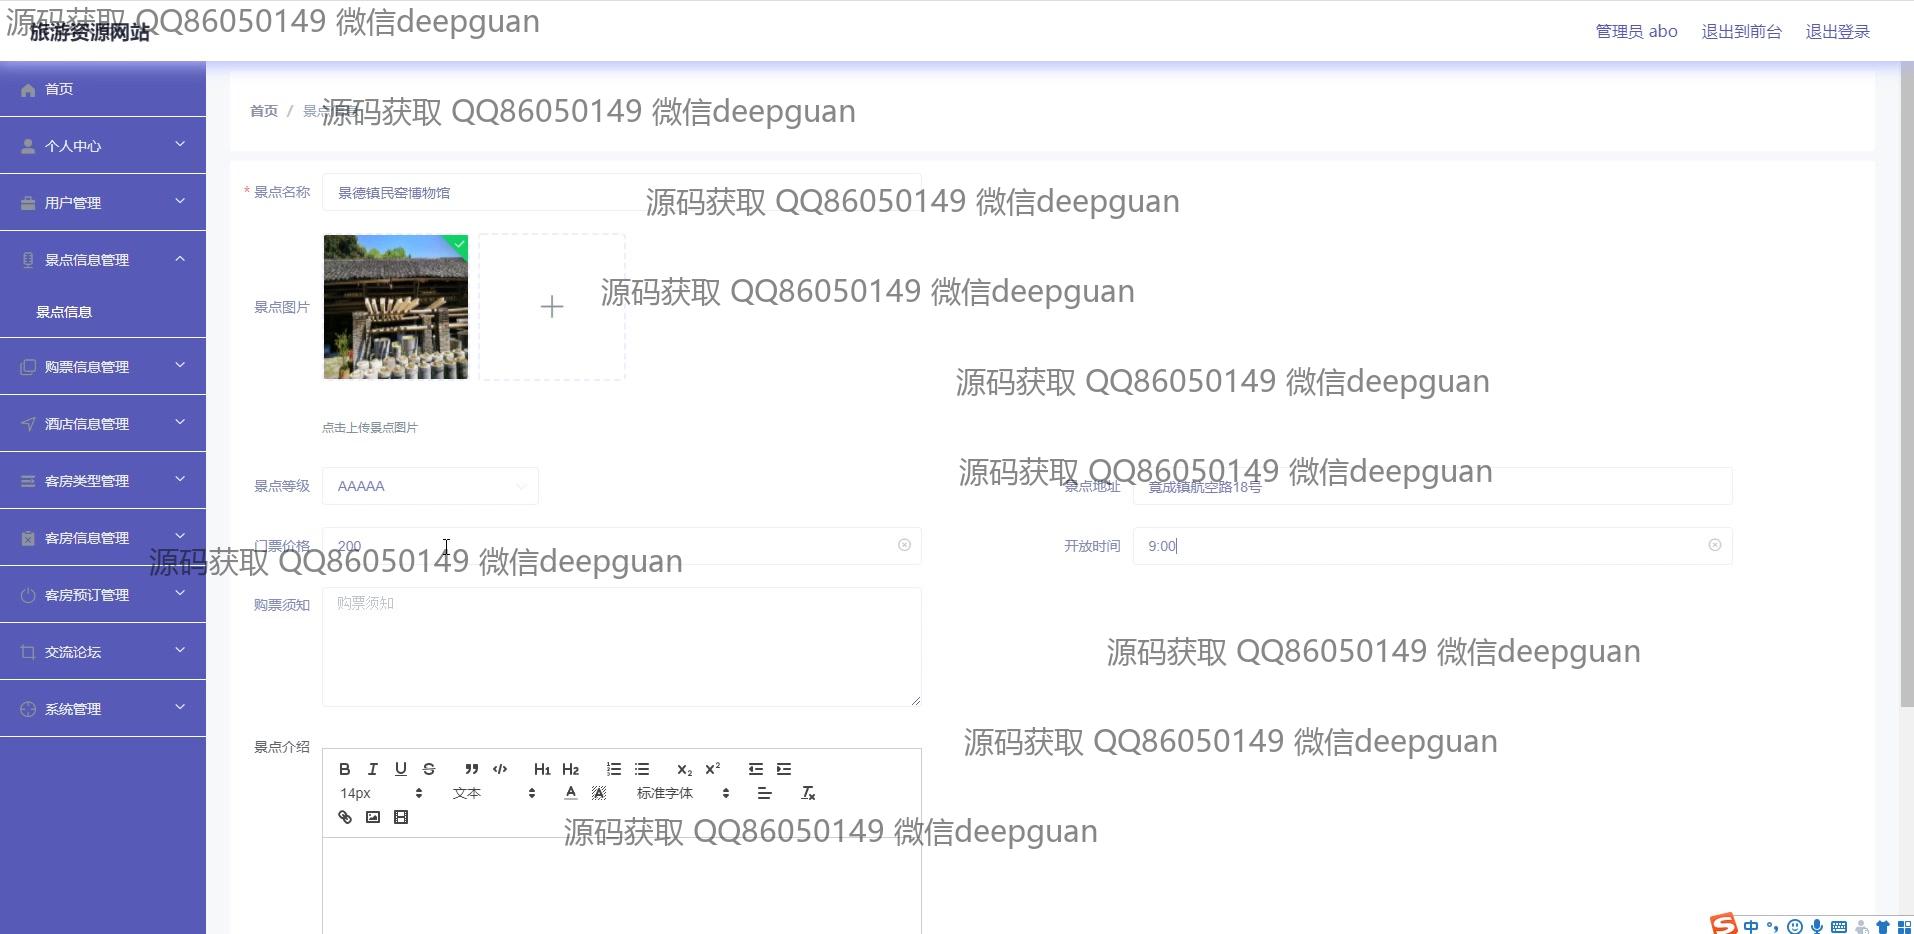 源码获取 QQ86050149 微信deepguan
旅游资源网站
管理员 abo 退出到前台 退出登录
首页
个人中心
用户管理
景点信息管理
景点信息
购票信息管理
酒店信息管理
客房类型管理
客房信息管理
客房预订管理
交流论坛
系统管理
首页 / 景点信息
源码获取 QQ86050149 微信deepguan
* 景点名称 景德镇民窑博物馆
源码获取 QQ86050149 微信deepguan
景点图片
源码获取 QQ86050149 微信deepguan
源码获取 QQ86050149 微信deepguan
点击上传景点图片
源码获取 QQ86050149 微信deepguan
景点等级 AAAAA
景点地址 竟成镇航空路18号
门票价格 200
开放时间 9:00
源码获取 QQ86050149 微信deepguan
购票须知 购票须知
源码获取 QQ86050149 微信deepguan
源码获取 QQ86050149 微信deepguan
景点介绍
B I U S H1 H2 X2 X2
14px 文本 A A 标准字体 Tx
源码获取 QQ86050149 微信deepguan
S 中